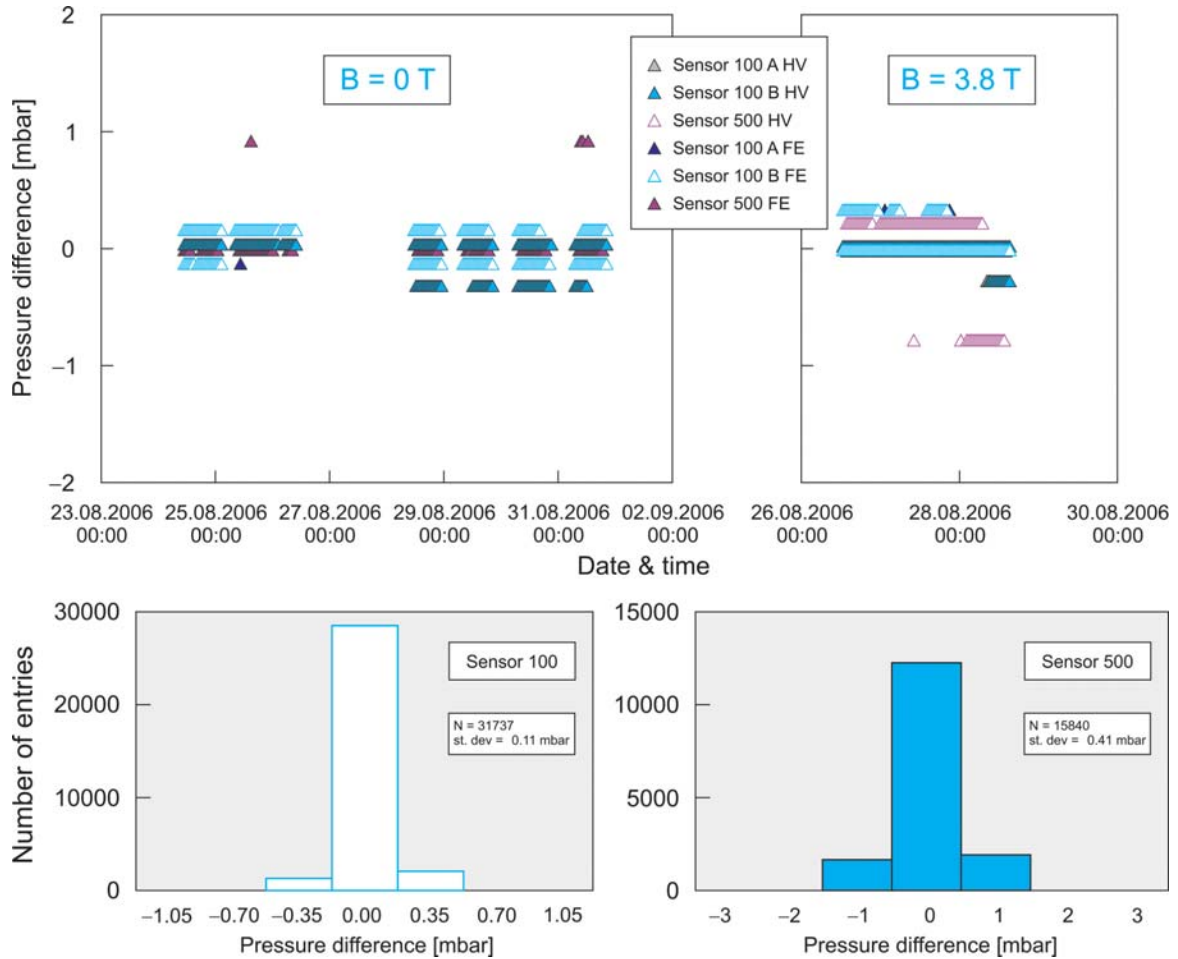 2
1
0
−1
−2
Pressure difference [mbar]
B = 0 T
Sensor 100 A HV
Sensor 100 B HV
Sensor 500 HV
Sensor 100 A FE
Sensor 100 B FE
Sensor 500 FE
B = 3.8 T
23.08.2006 25.08.2006 27.08.2006 29.08.2006 31.08.2006 02.09.2006 26.08.2006 28.08.2006 30.08.2006
00:00 00:00 00:00 00:00 00:00 00:00 00:00 00:00 00:00
Date & time
Number of entries
30000
20000
10000
0
Sensor 100
N = 31737
st. dev = 0.11 mbar
−1.05 −0.70 −0.35 0.00 0.35 0.70 1.05
Pressure difference [mbar]
15000
10000
5000
0
Sensor 500
N = 15840
st. dev = 0.41 mbar
−3 −2 −1 0 1 2 3
Pressure difference [mbar]